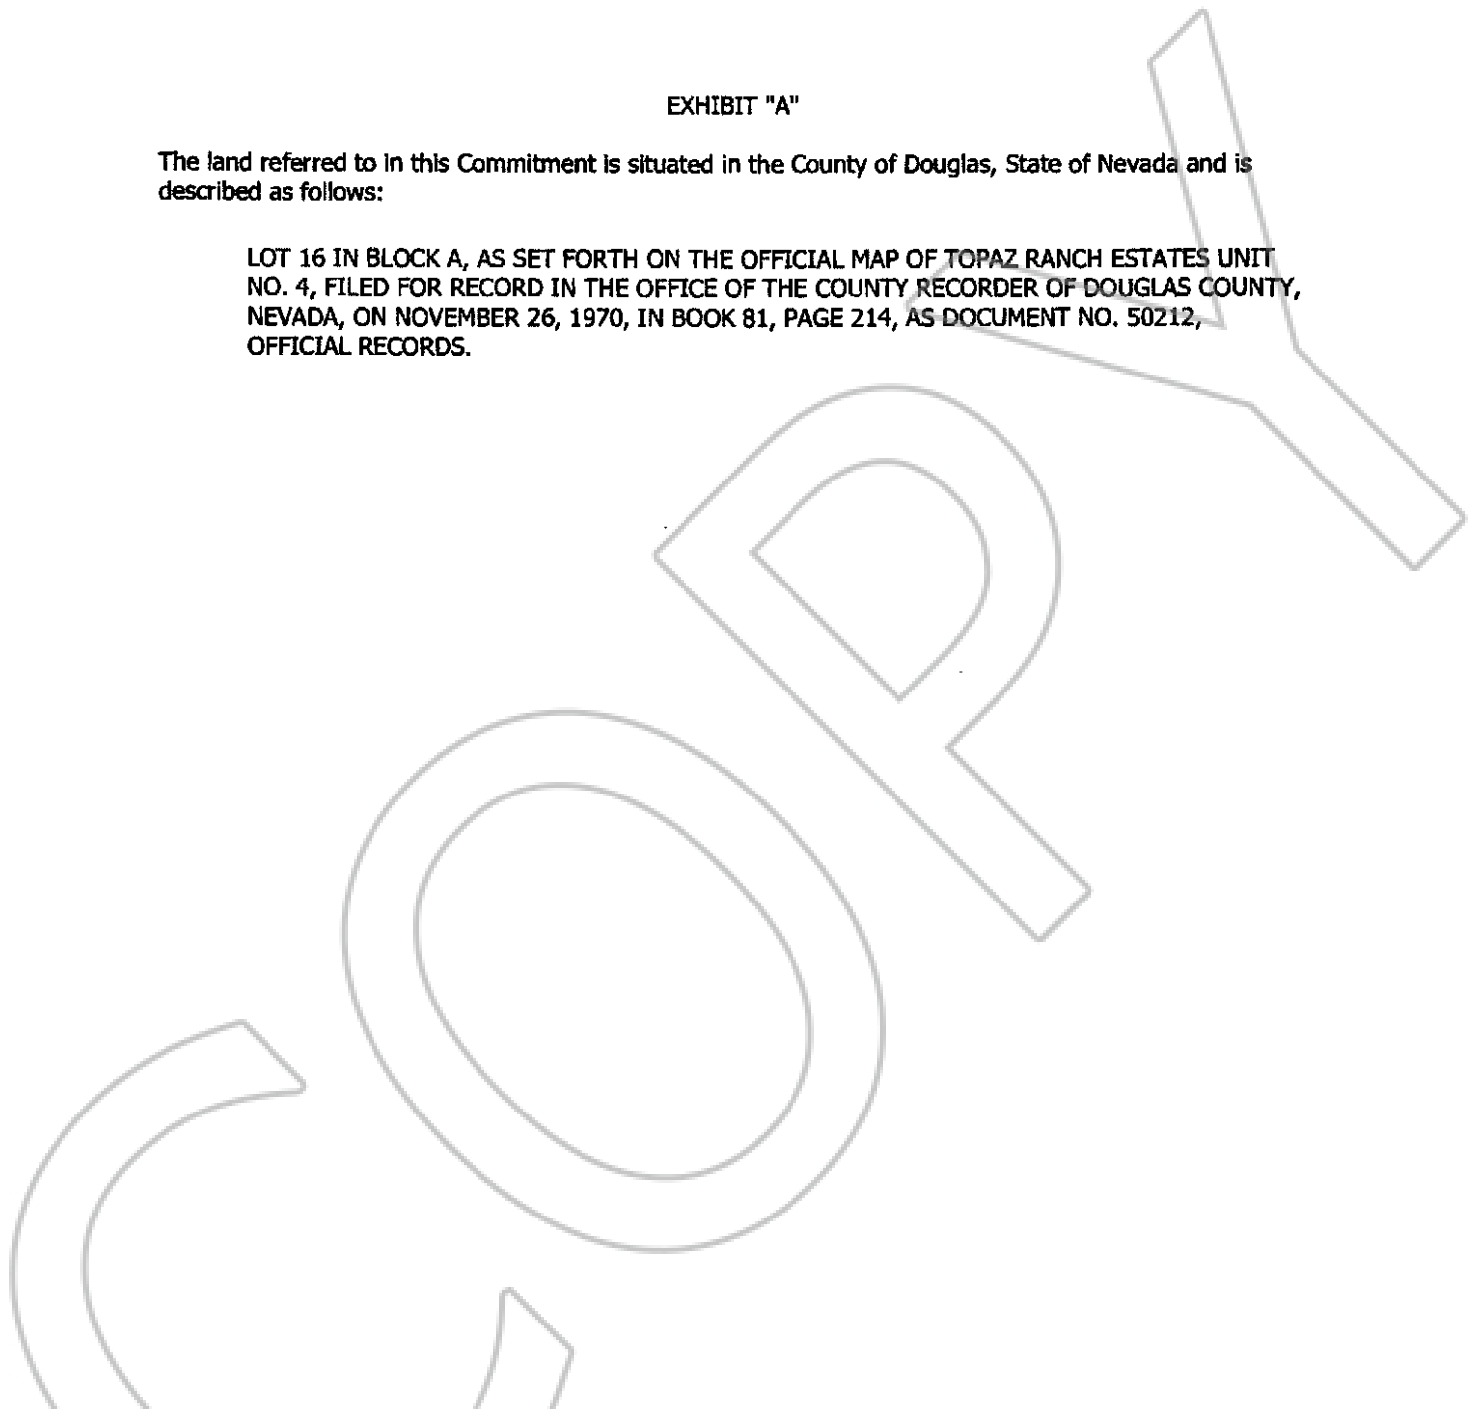 EXHIBIT "A"
The land referred to in this Commitment is situated in the County of Douglas, State of Nevada and is
described as follows:
LOT 16 IN BLOCK A, AS SET FORTH ON THE OFFICIAL MAP OF TOPAZ RANCH ESTATES UNIT
NO. 4, FILED FOR RECORD IN THE OFFICE OF THE COUNTY RECORDER OF DOUGLAS COUNTY,
NEVADA, ON NOVEMBER 26, 1970, IN BOOK 81, PAGE 214, AS DOCUMENT NO. 50212,
OFFICIAL RECORDS.
COPY